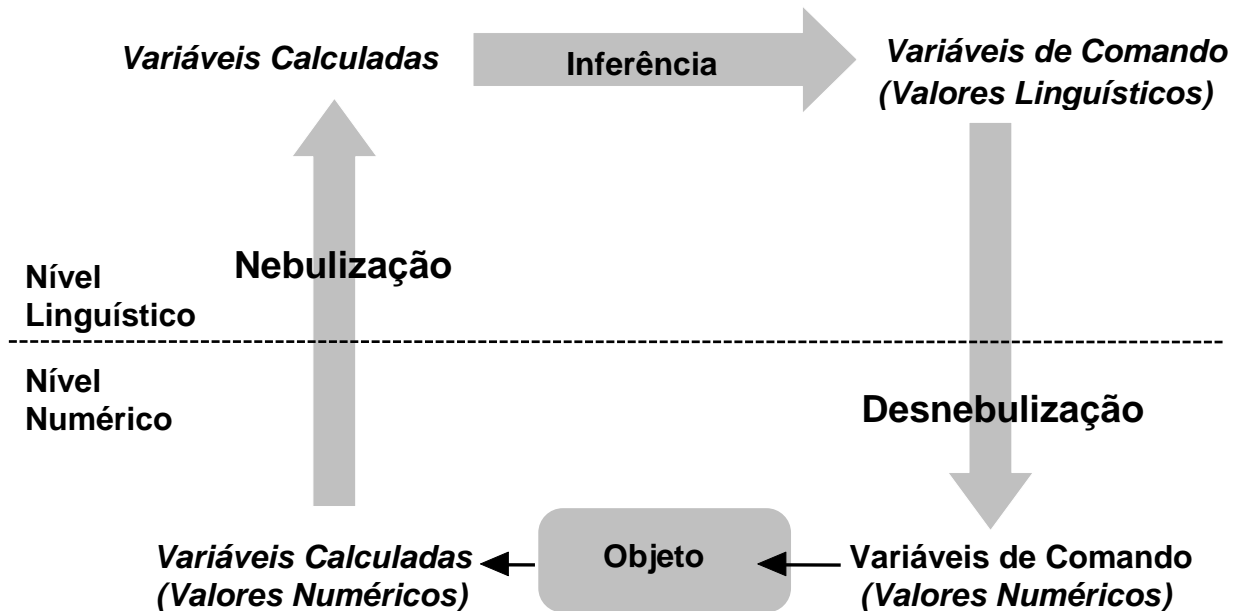 Variáveis Calculadas
Inferência
Variáveis de Comando
(Valores Linguísticos)
Nebulização
Nível
Linguístico
Nível
Numérico
Desnebulização
Variáveis Calculadas
(Valores Numéricos)
Objeto
Variáveis de Comando
(Valores Numéricos)